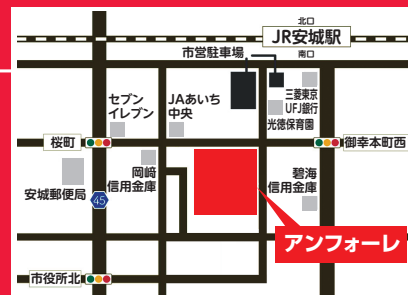 北口
JR安城駅
南口
市営駐車場
セブン
イレブン
JAあいち
中央
三菱東京
UFJ銀行
光徳保育園
桜町
御幸本町西
岡崎
信用金庫
碧海
信用金庫
安城郵便局
45
アンフォーレ
市役所北